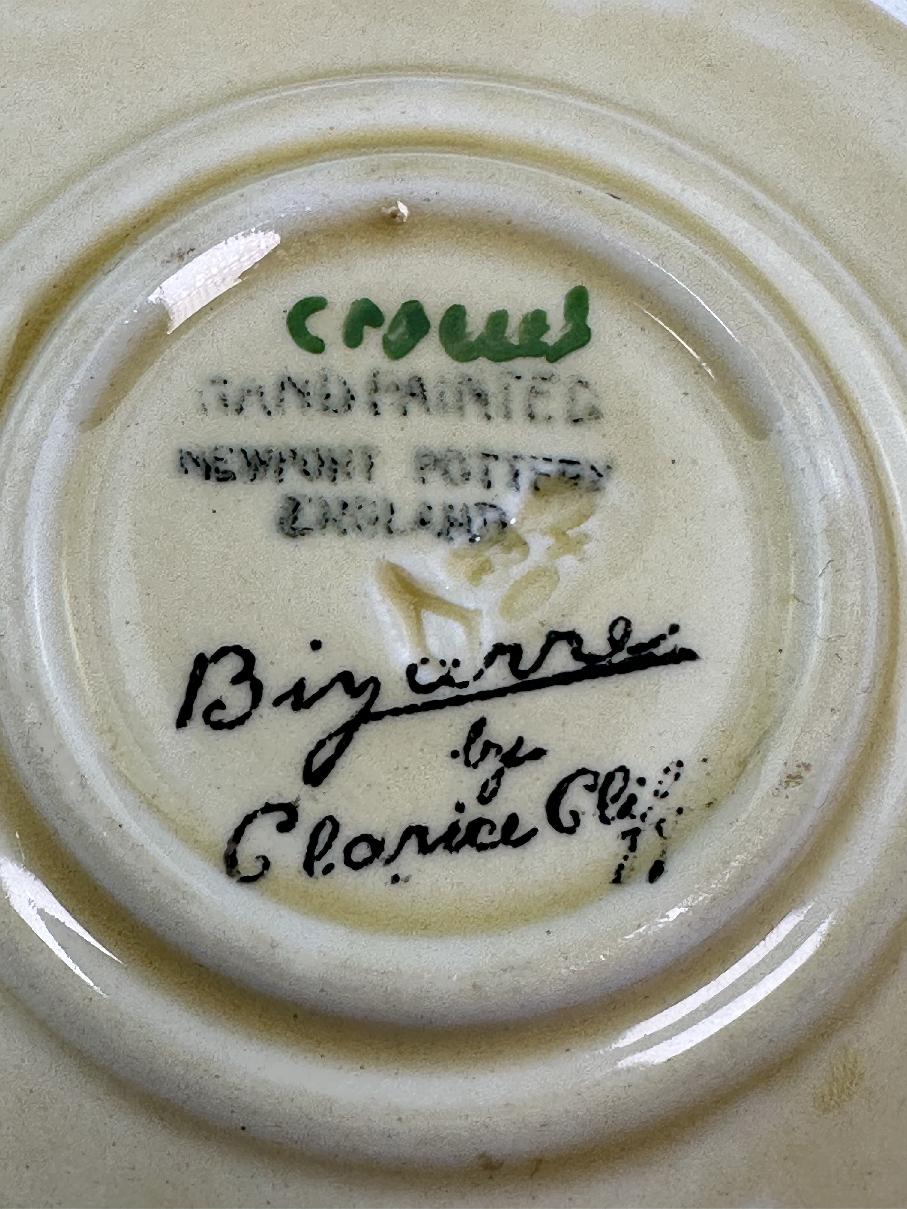 crocus
HAND PAINTED
NEWPORT POTTERY
ENGLAND
Bizarre
by
Clarice Cliff